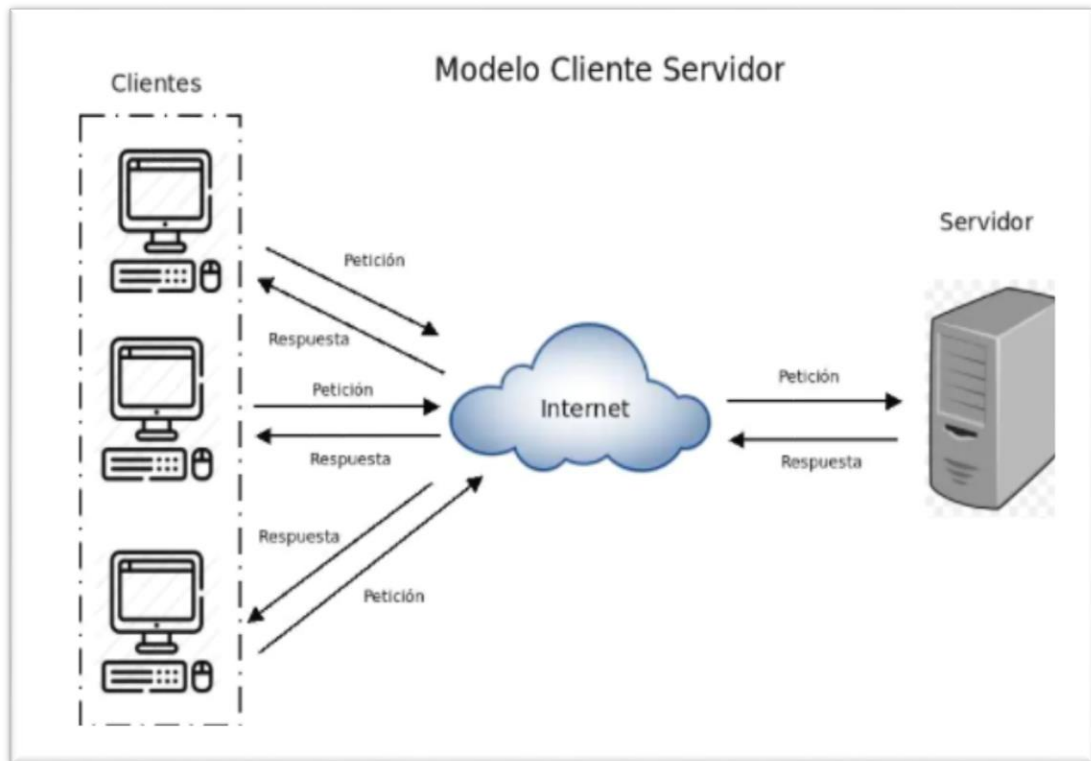 Modelo Cliente Servidor
Clientes
Servidor
Petición
Respuesta
Petición
Respuesta
Respuesta
Petición
Internet
Petición
Respuesta